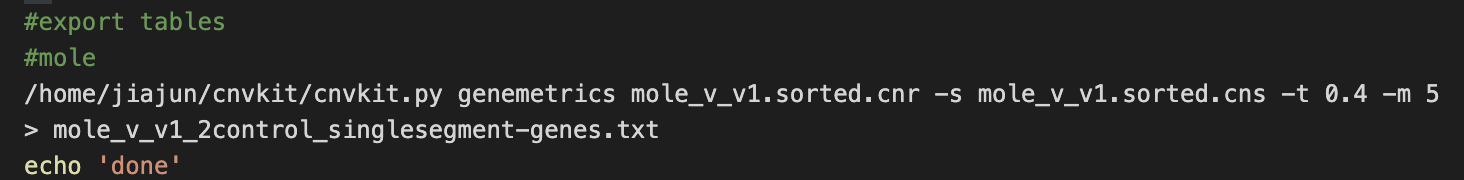 #export tables
#mole
/home/jiajun/cnvkit/cnvkit.py genemetrics mole_v_v1.sorted.cnr -s mole_v_v1.sorted.cns -t 0.4 -m 5
> mole_v_v1_2control_singlesegment-genes.txt
echo 'done'